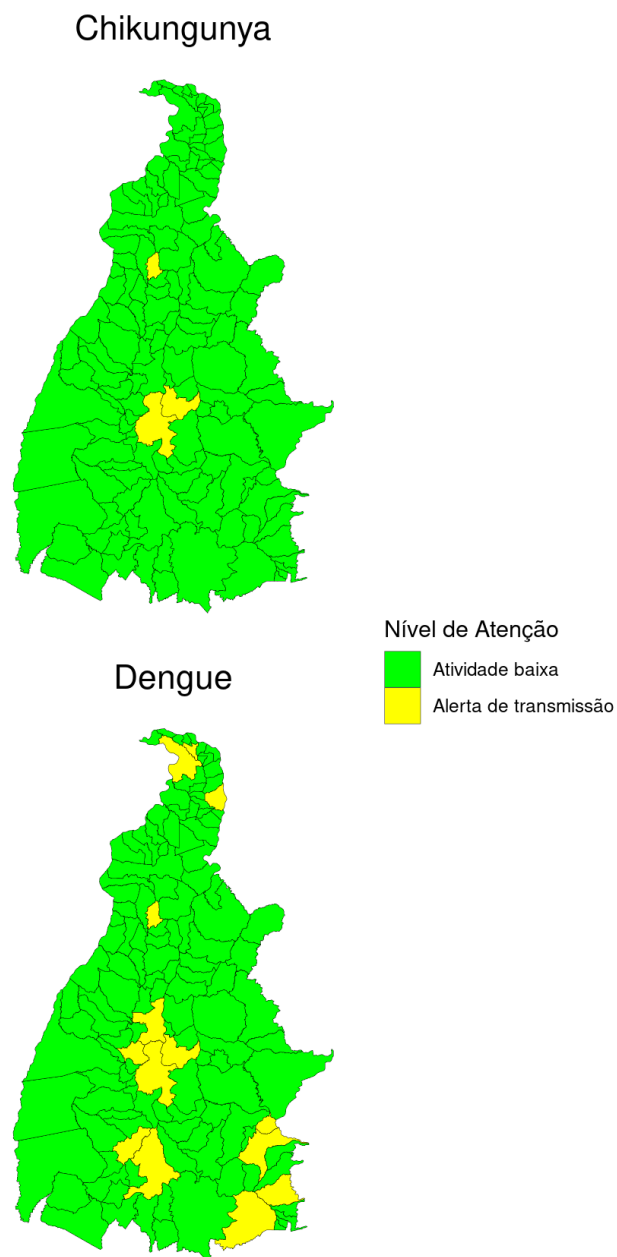 Chikungunya
Nível de Atenção
Atividade baixa
Alerta de transmissão
Dengue